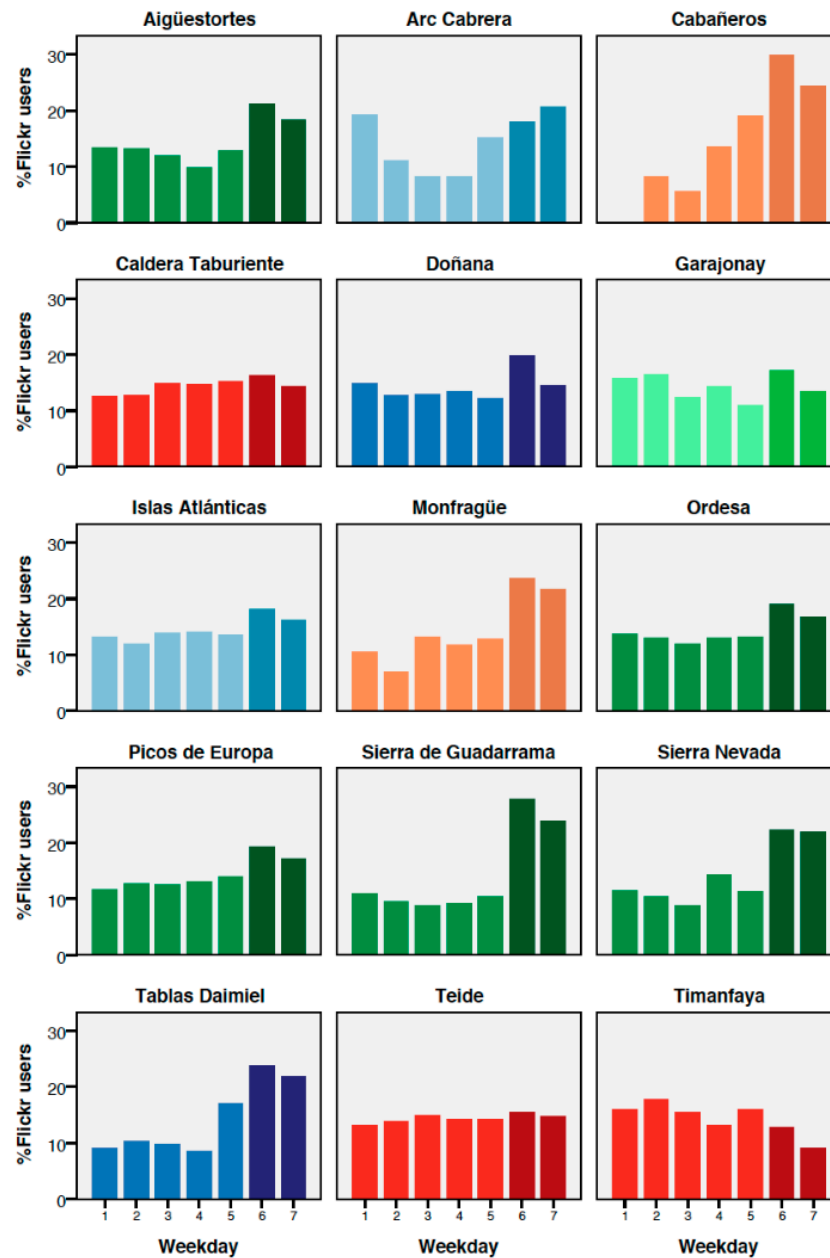 Aigüestortes Arc Cabrera Cabañeros
%Flickr users
30
20
10
0
Caldera Taburiente Doñana Garajonay
%Flickr users
30
20
10
0
Islas Atlánticas Monfragüe Ordesa
%Flickr users
30
20
10
0
Picos de Europa Sierra de Guadarrama Sierra Nevada
%Flickr users
30
20
10
0
Tablas Daimiel Teide Timanfaya
%Flickr users
30
20
10
0
1 2 3 4 5 6 7 1 2 3 4 5 6 7 1 2 3 4 5 6 7
Weekday Weekday Weekday